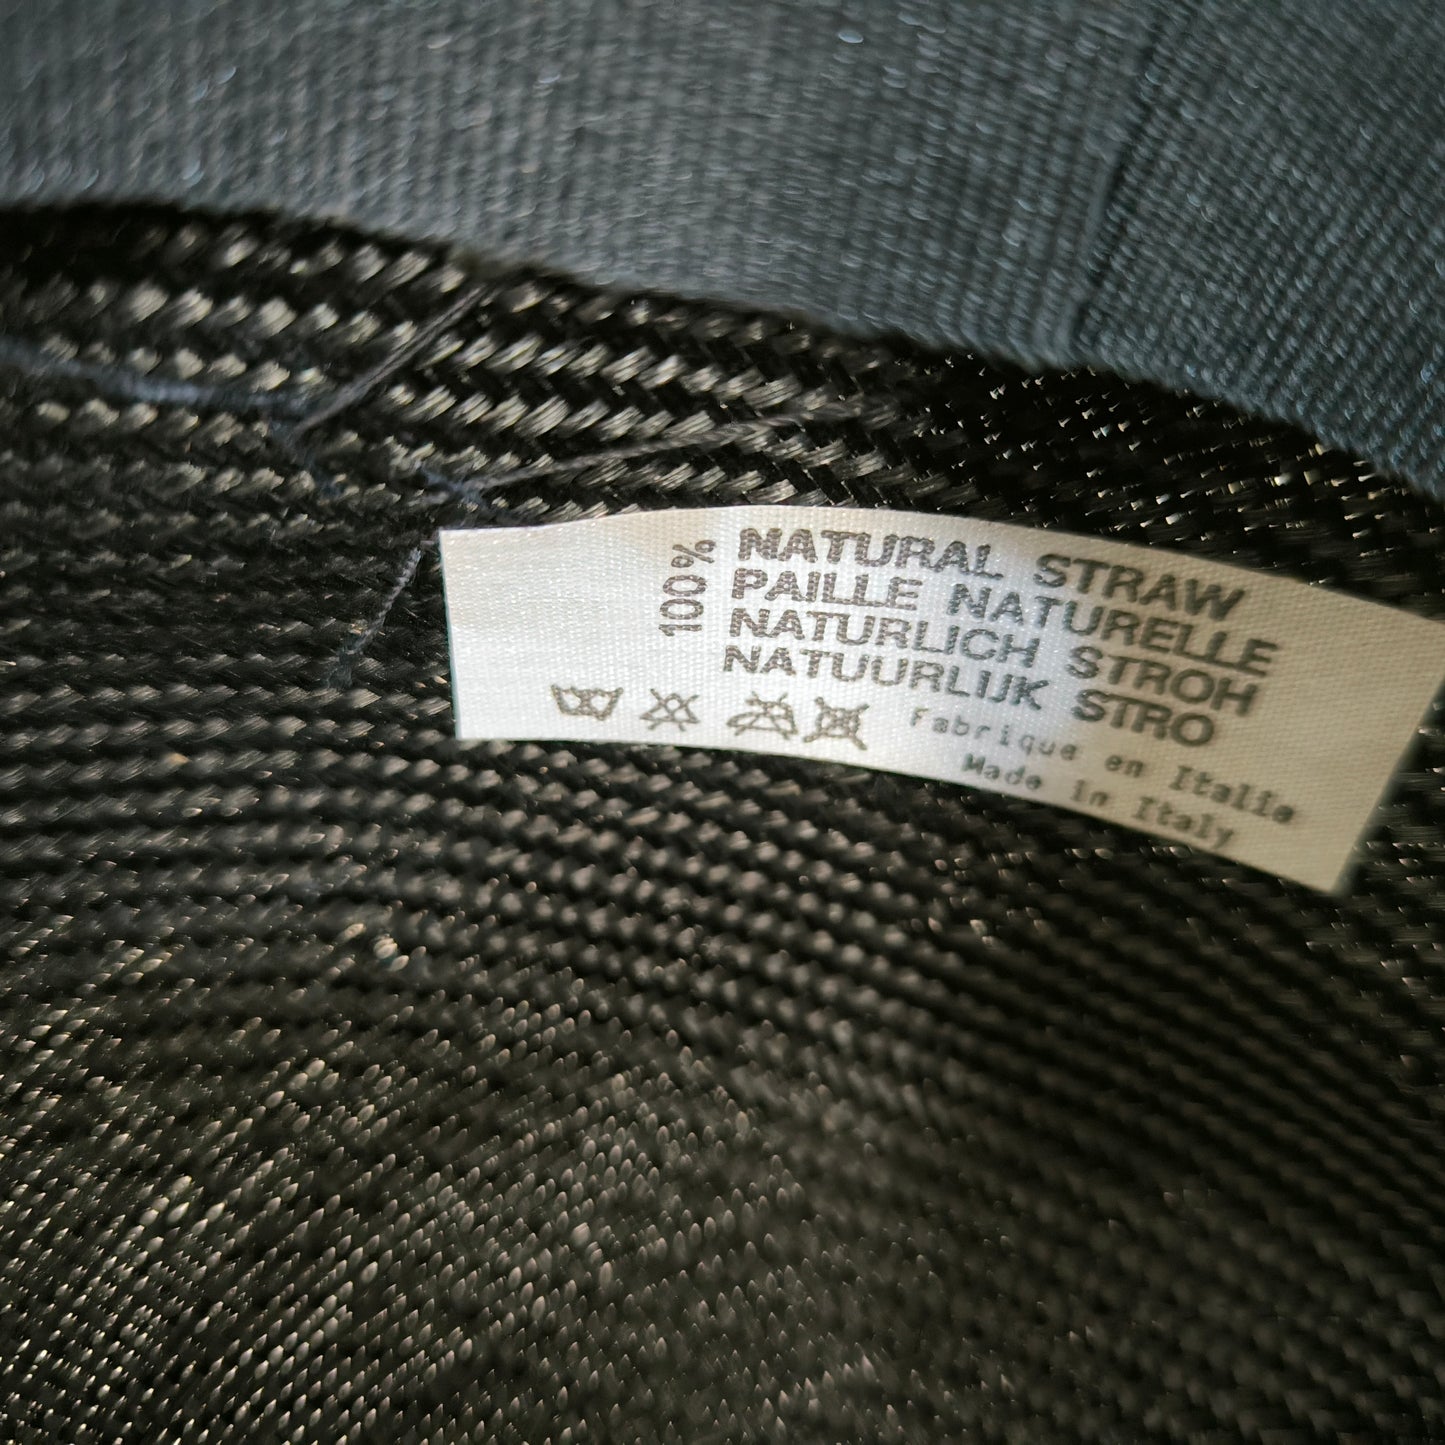 100%
NATURAL STRAW
PAILLE NATURELLE
NATURLICH STROH
NATUURLIJK STRO
Fabrique en Italie
Made in Italy